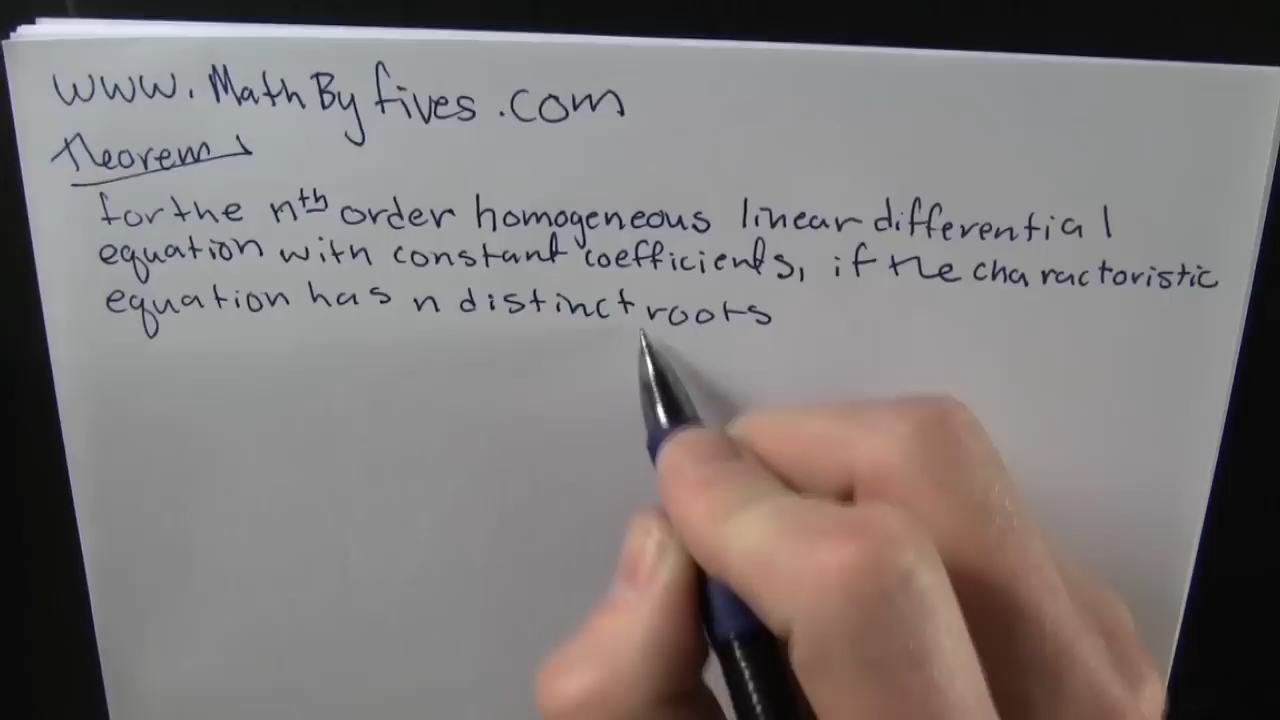 www.MathByfives.com
Theorem
for the nth order homogeneous linear differential
equation with constant coefficients, if the charactoristic
equation has n distinct roots